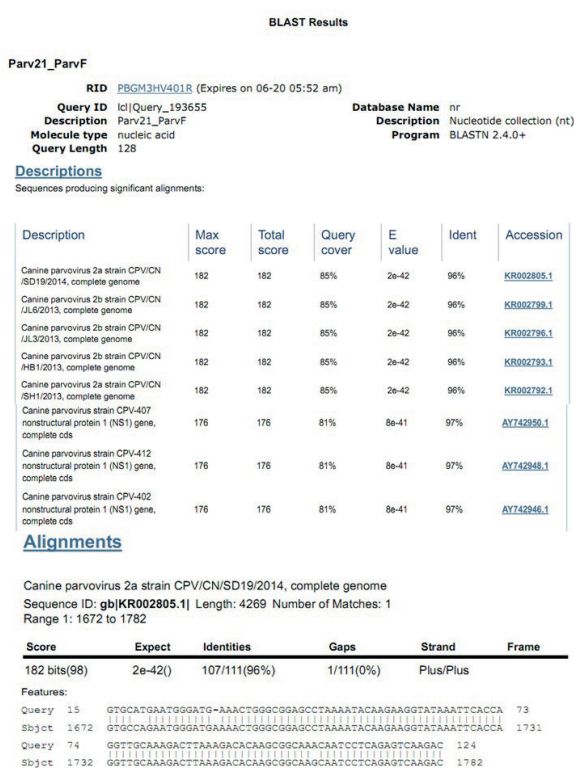 BLAST Results
Parv21_ParvF
RID PBGM3HV401R (Expires on 06-20 05:52 am)
Query ID lcl|Query_193655 Database Name nr
Description Parv21_ParvF Description Nucleotide collection (nt)
Molecule type nucleic acid Program BLASTN 2.4.0+
Query Length 128
Descriptions
Sequences producing significant alignments:
Description Max score Total score Query cover E value Ident Accession
Canine parvovirus 2a strain CPV/CN
/SD19/2014, complete genome 182 182 85% 2e-42 96% KR002805.1
Canine parvovirus 2b strain CPV/CN
/JL6/2013, complete genome 182 182 85% 2e-42 96% KR002799.1
Canine parvovirus 2b strain CPV/CN
/JL3/2013, complete genome 182 182 85% 2e-42 96% KR002796.1
Canine parvovirus 2b strain CPV/CN
/HB1/2013, complete genome 182 182 85% 2e-42 96% KR002793.1
Canine parvovirus 2a strain CPV/CN
/SH1/2013, complete genome 182 182 85% 2e-42 96% KR002792.1
Canine parvovirus strain CPV-407
nonstructural protein 1 (NS1) gene, 176 176 81% 8e-41 97% AY742950.1
complete cds
Canine parvovirus strain CPV-412
nonstructural protein 1 (NS1) gene, 176 176 81% 8e-41 97% AY742948.1
complete cds
Canine parvovirus strain CPV-402
nonstructural protein 1 (NS1) gene, 176 176 81% 8e-41 97% AY742946.1
complete cds
Alignments
Canine parvovirus 2a strain CPV/CN/SD19/2014, complete genome
Sequence ID: gb|KR002805.1| Length: 4269 Number of Matches: 1
Range 1: 1672 to 1782
Score Expect Identities Gaps Strand Frame
182 bits(98) 2e-42() 107/111(96%) 1/111(0%) Plus/Plus
Features:
Query 15 GTGCATGAATGGGATG-AAACTGGGCGGAGCCTAAAATACAAGAAGGTATAAATTCACCA 73
Sbjct 1672 GTGCCAGAATGGGATGAAAACTGGGCGGAGCCTAAAATACAAGAAGGTATAAATTCACCA 1731
Query 74 GGTTGCAAAGACTTAAAGACACAAGCGGCAAACAATCCTCAGAGTCAAGAC 124
Sbjct 1732 GGTTGCAAAGACTTAAAGACACAAGCGGCAAGCAATCCTCAGAGTCAAGAC 1782